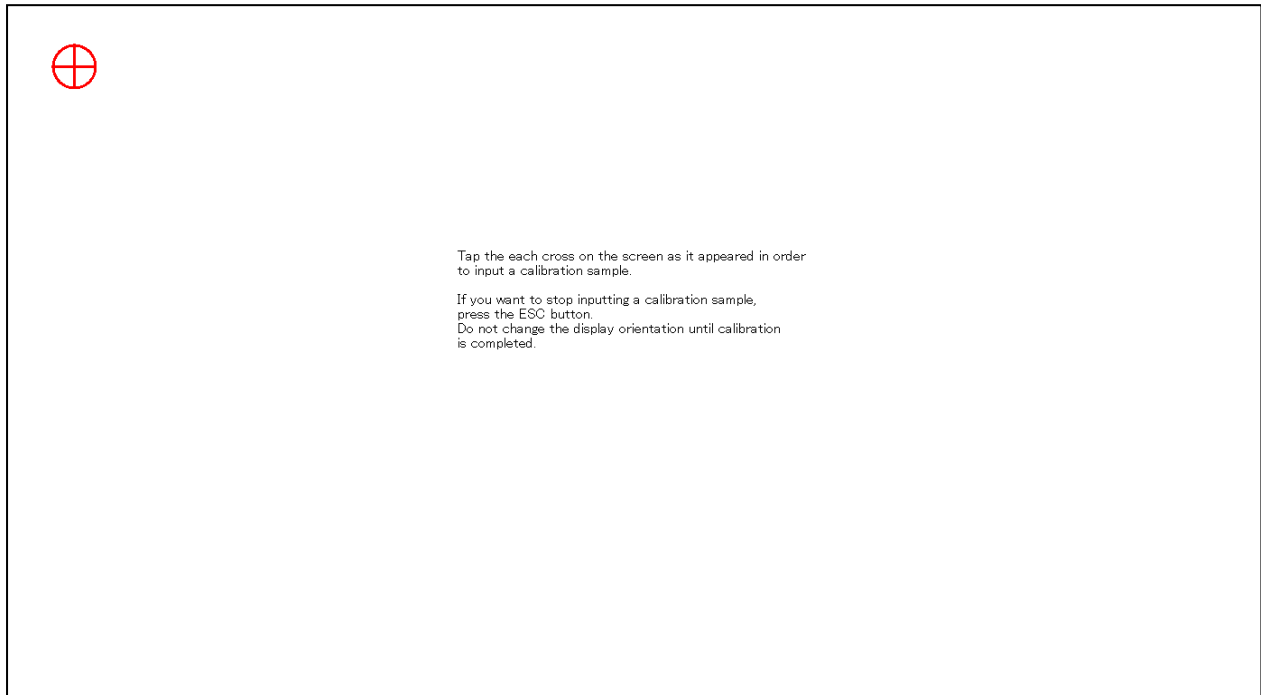 Tap the each cross on the screen as it appeared in order
to input a calibration sample.
If you want to stop inputting a calibration sample,
press the ESC button.
Do not change the display orientation until calibration
is completed.